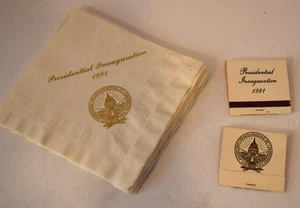 Presidential Inauguration
1981
Presidential
Inauguration
1981